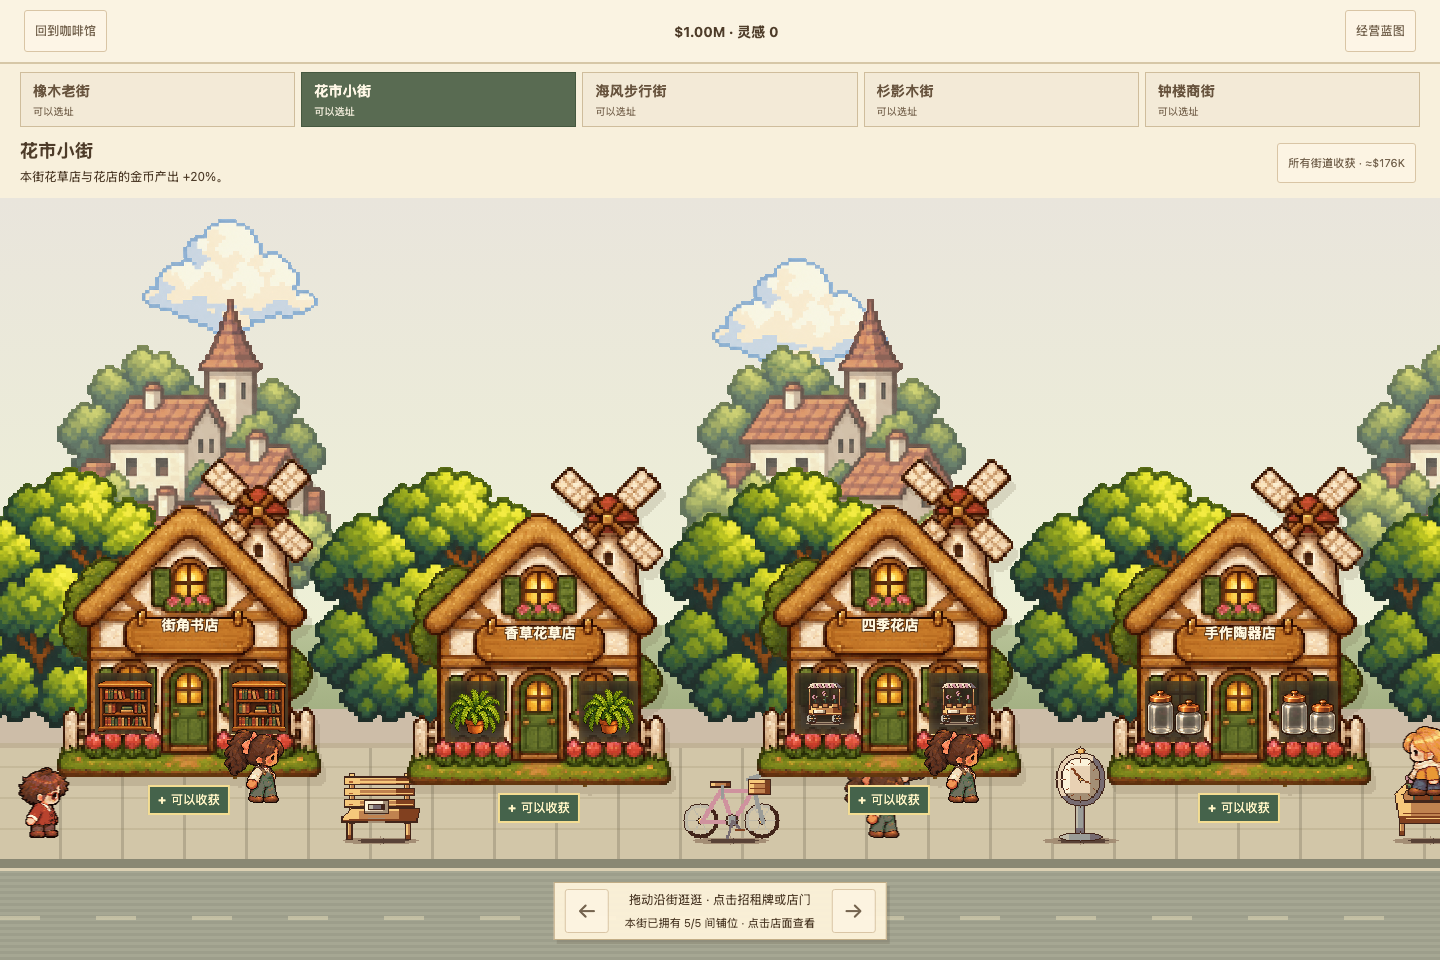 回到咖啡馆
$1.00M · 灵感 0
经营蓝图
橡木老街
可以选址
花市小街
可以选址
海风步行街
可以选址
杉影木街
可以选址
钟楼商街
可以选址
花市小街
本街花草店与花店的金币产出 +20%。
所有街道收获 · ≈$176K
街角书店
香草花草店
四季花店
手作陶器店
+ 可以收获
+ 可以收获
+ 可以收获
+ 可以收获
← 拖动沿街逛逛 · 点击招租牌或店门 →
本街已拥有 5/5 间铺位 · 点击店面查看